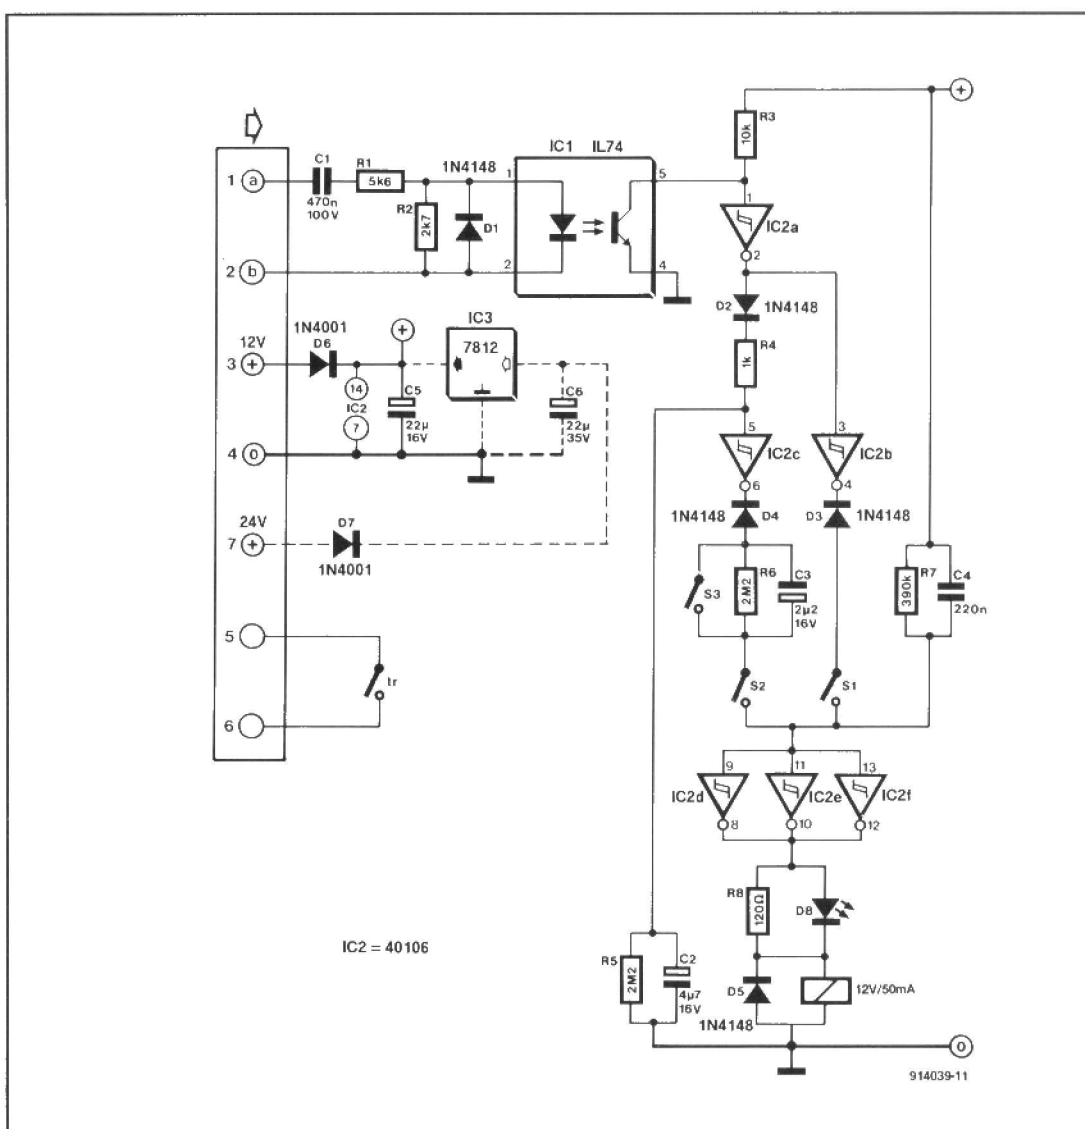 1 a
C1
470n
100V
R1
5k6
R2
2k7
1N4148
D1
IC1 IL74
1
2
5
4
2 b
R3
10k
+
1
IC2a
2
D2
1N4148
R4
1k
12V
3 +
1N4001
D6
14
IC2
7
+
C5
22µ
16V
IC3
7812
C6
22µ
35V
4 0
24V
7 +
D7
1N4001
5
6
tr
5
IC2c
6
3
IC2b
4
1N4148
D4
D3
1N4148
S3
R6
2M2
C3
2µ2
16V
R7
390k
C4
220n
S2
S1
9
IC2d
8
11
IC2e
10
13
IC2f
12
R8
120Ω
D8
IC2 = 40106
R5
2M2
C2
4µ7
16V
D5
1N4148
12V/50mA
0
914039-11